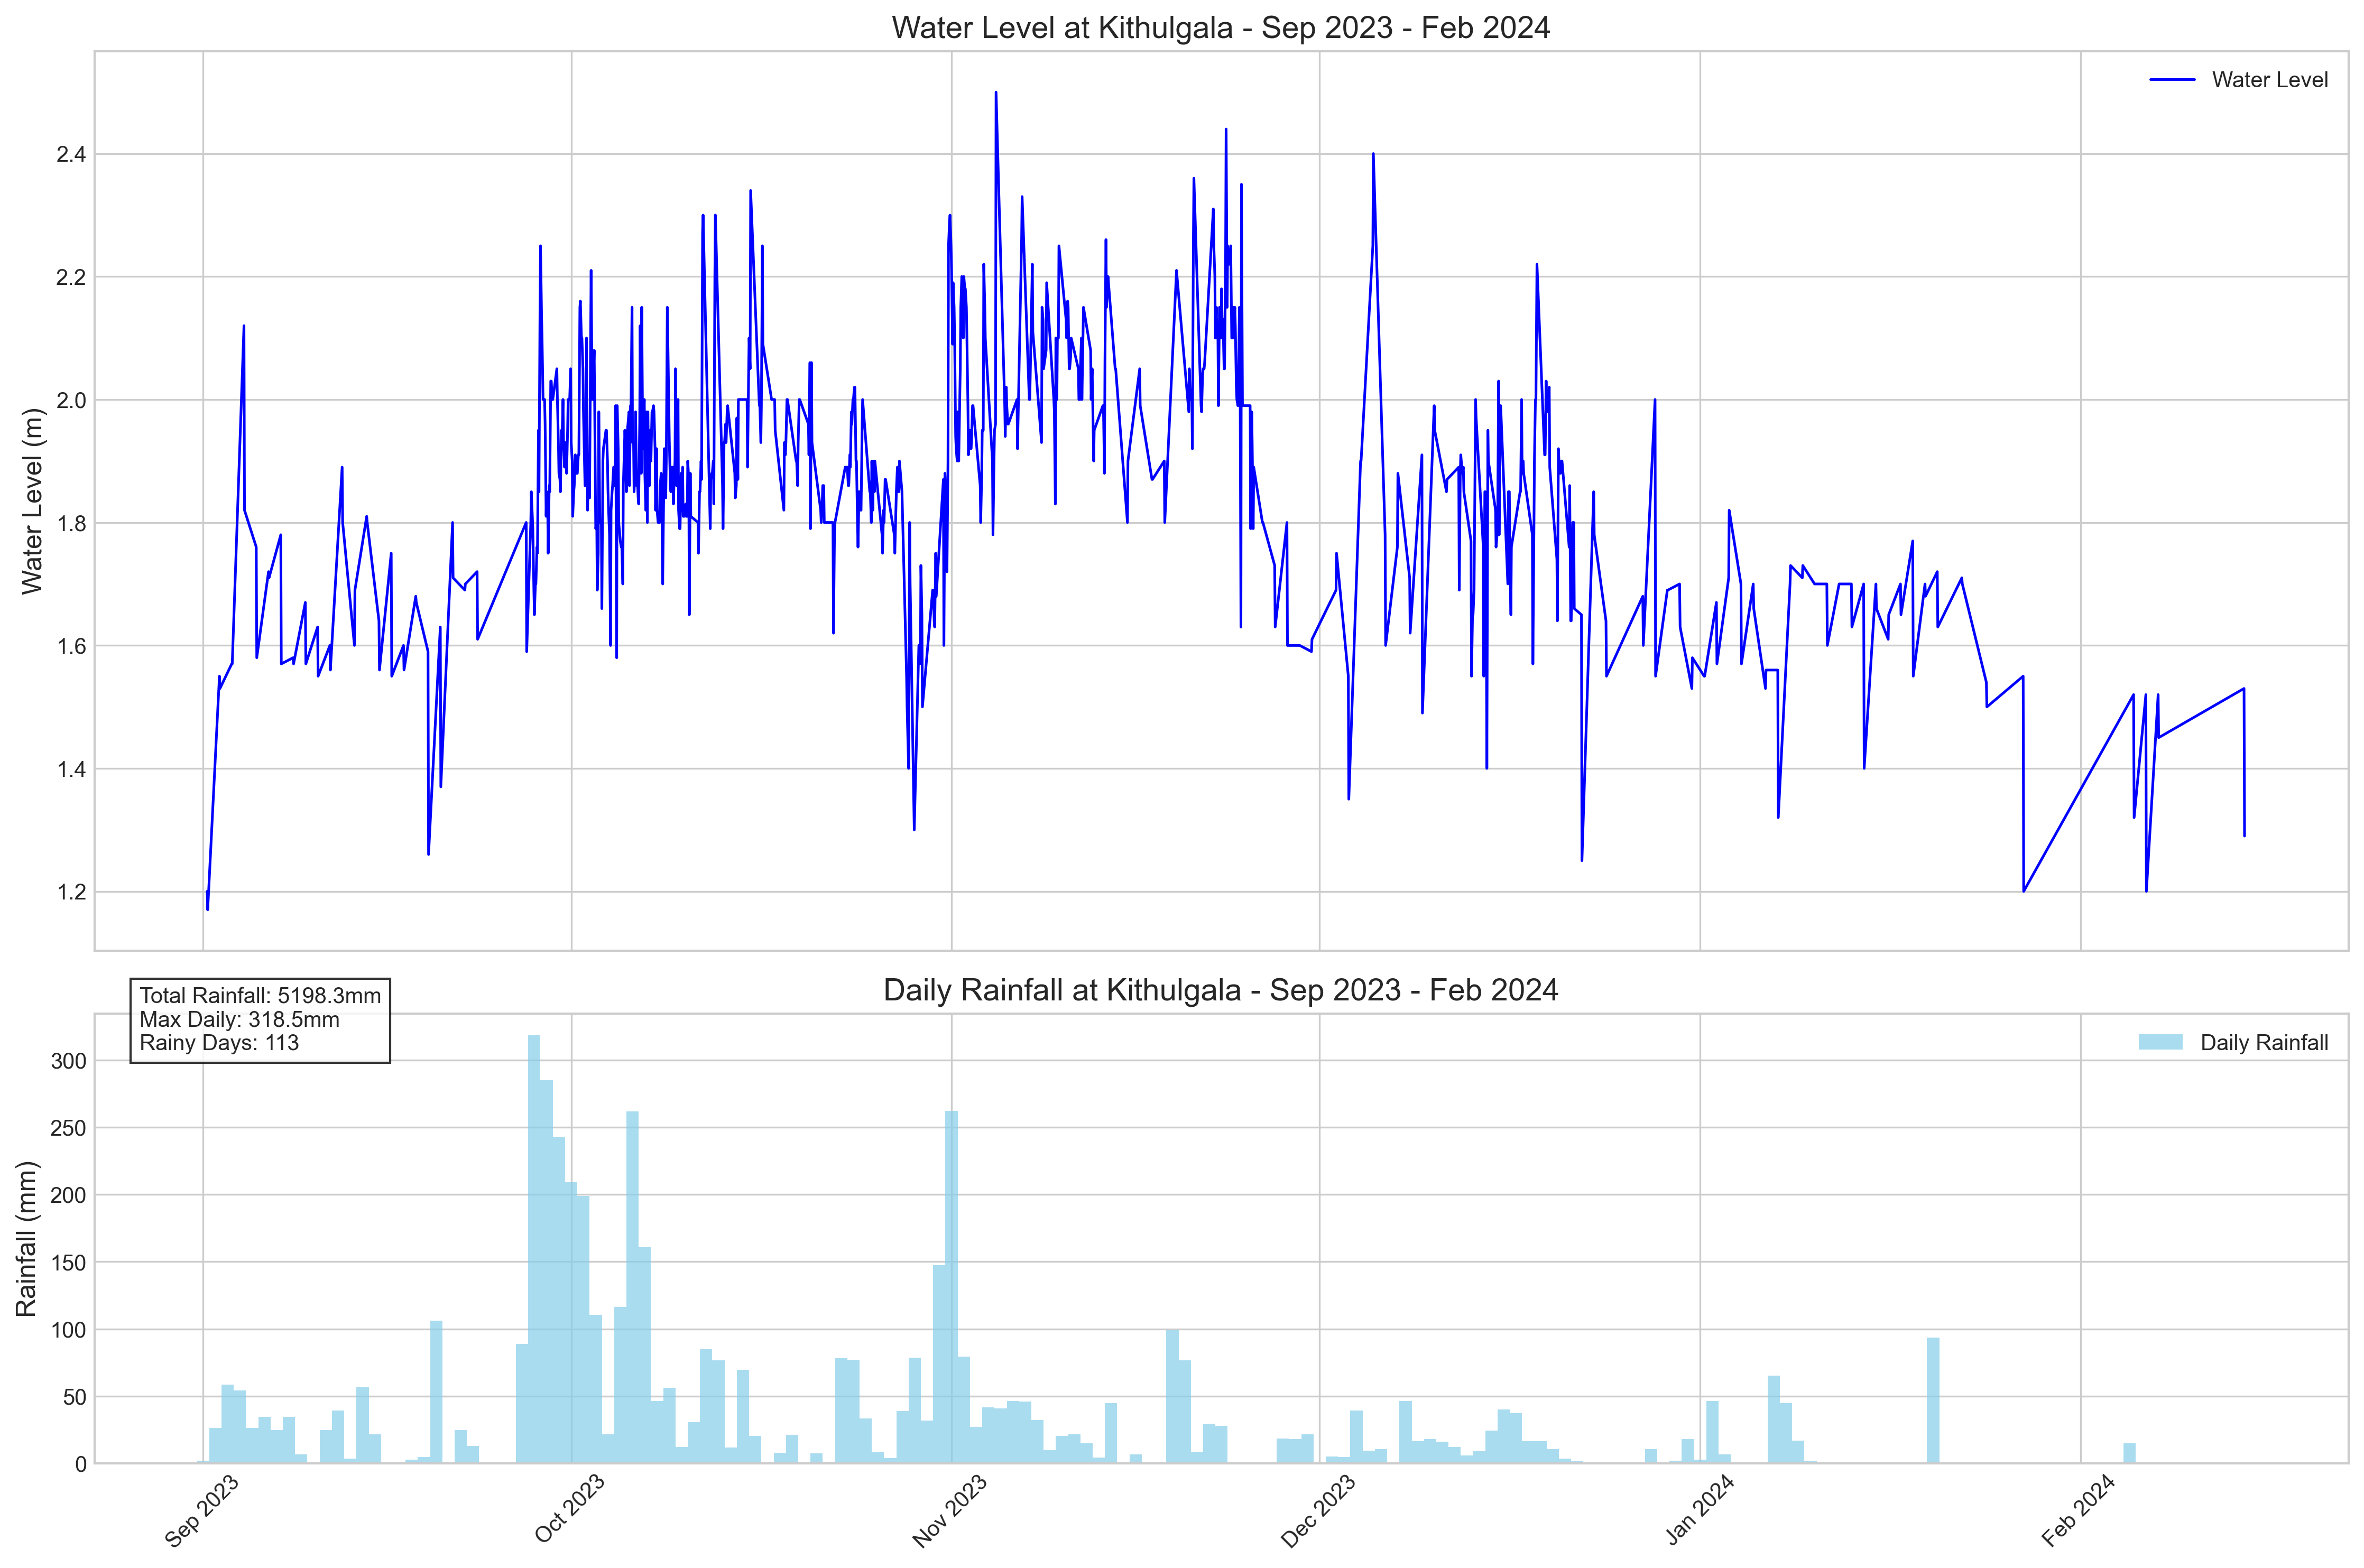 Water Level at Kithulgala - Sep 2023 - Feb 2024
Water Level
Water Level (m)
2.4
2.2
2.0
1.8
1.6
1.4
1.2
Daily Rainfall at Kithulgala - Sep 2023 - Feb 2024
Total Rainfall: 5198.3mm
Max Daily: 318.5mm
Rainy Days: 113
Daily Rainfall
Rainfall (mm)
300
250
200
150
100
50
0
Sep 2023
Oct 2023
Nov 2023
Dec 2023
Jan 2024
Feb 2024